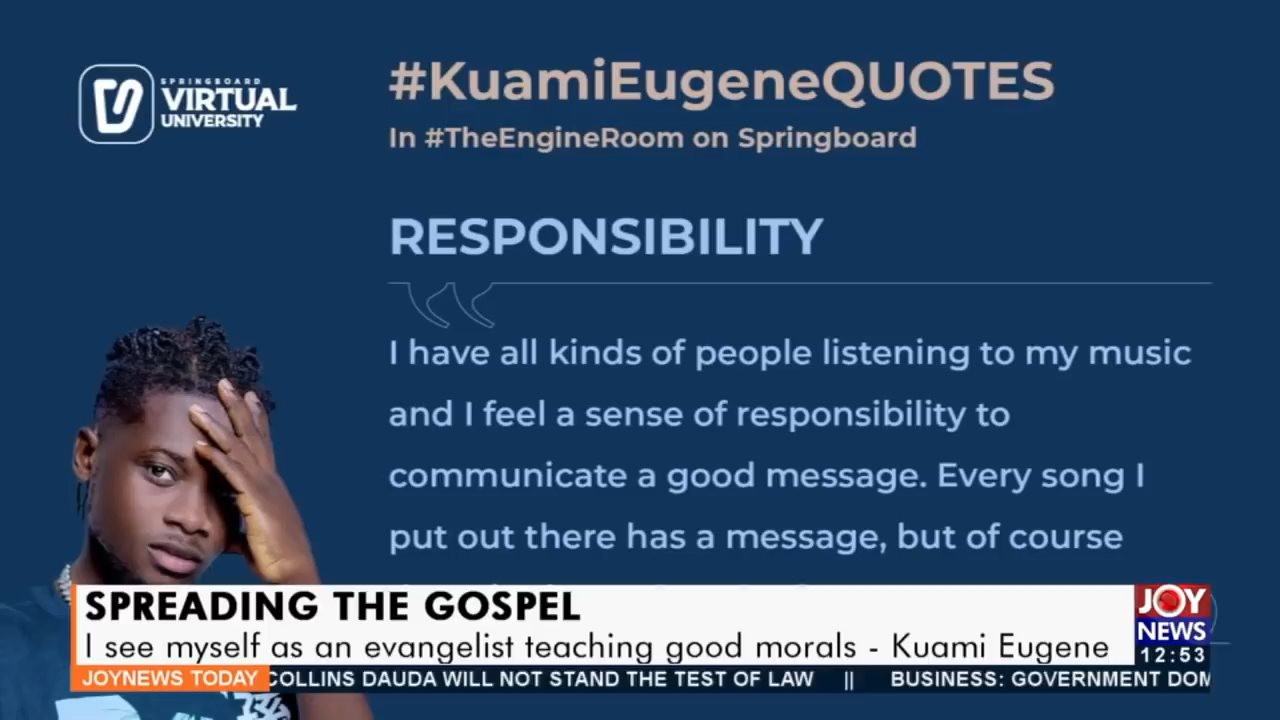 SPRINGBOARD
VIRTUAL
UNIVERSITY
#KuamiEugeneQUOTES
In #TheEngineRoom on Springboard
RESPONSIBILITY
I have all kinds of people listening to my music
and I feel a sense of responsibility to
communicate a good message. Every song I
put out there has a message, but of course
SPREADING THE GOSPEL
I see myself as an evangelist teaching good morals - Kuami Eugene
JOY
NEWS
12:53
JOYNEWS TODAY
COLLINS DAUDA WILL NOT STAND THE TEST OF LAW || BUSINESS: GOVERNMENT DOM